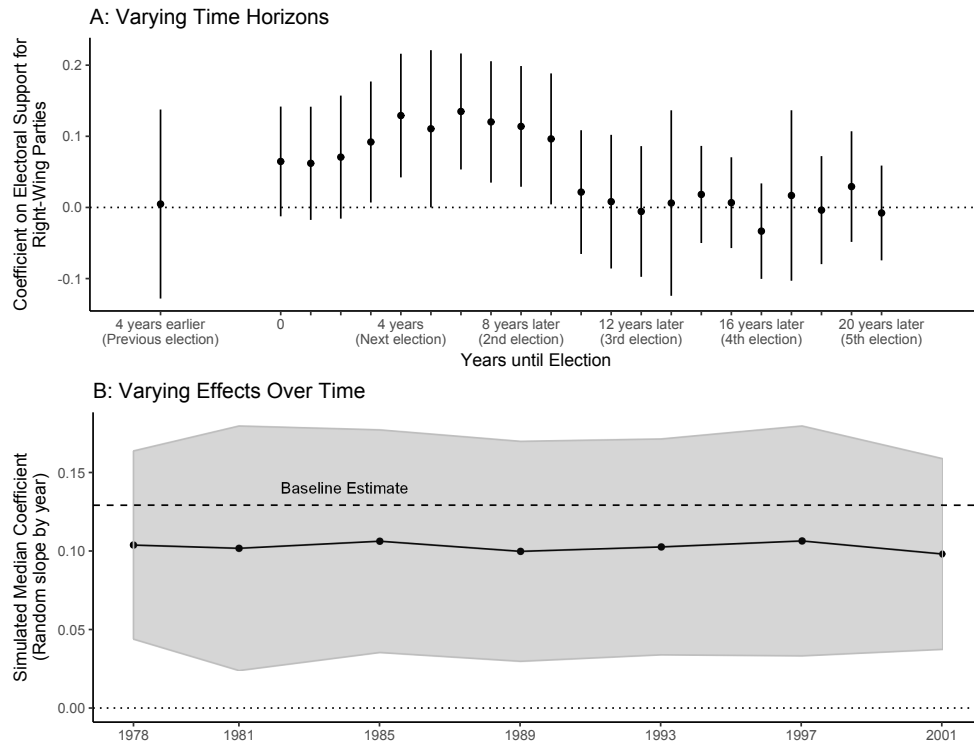 A: Varying Time Horizons
Coefficient on Electoral Support for
Right-Wing Parties
0.2
0.1
0.0
-0.1
4 years earlier
(Previous election)
0
4 years
(Next election)
8 years later
(2nd election)
12 years later
(3rd election)
16 years later
(4th election)
20 years later
(5th election)
Years until Election
B: Varying Effects Over Time
Simulated Median Coefficient
(Random slope by year)
0.15
0.10
0.05
0.00
Baseline Estimate
1978
1981
1985
1989
1993
1997
2001